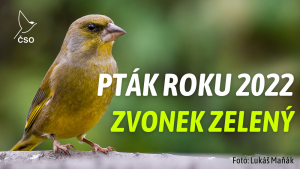 ČSO
PTÁK ROKU 2022
ZVONEK ZELENÝ
Foto: Lukáš Maňák